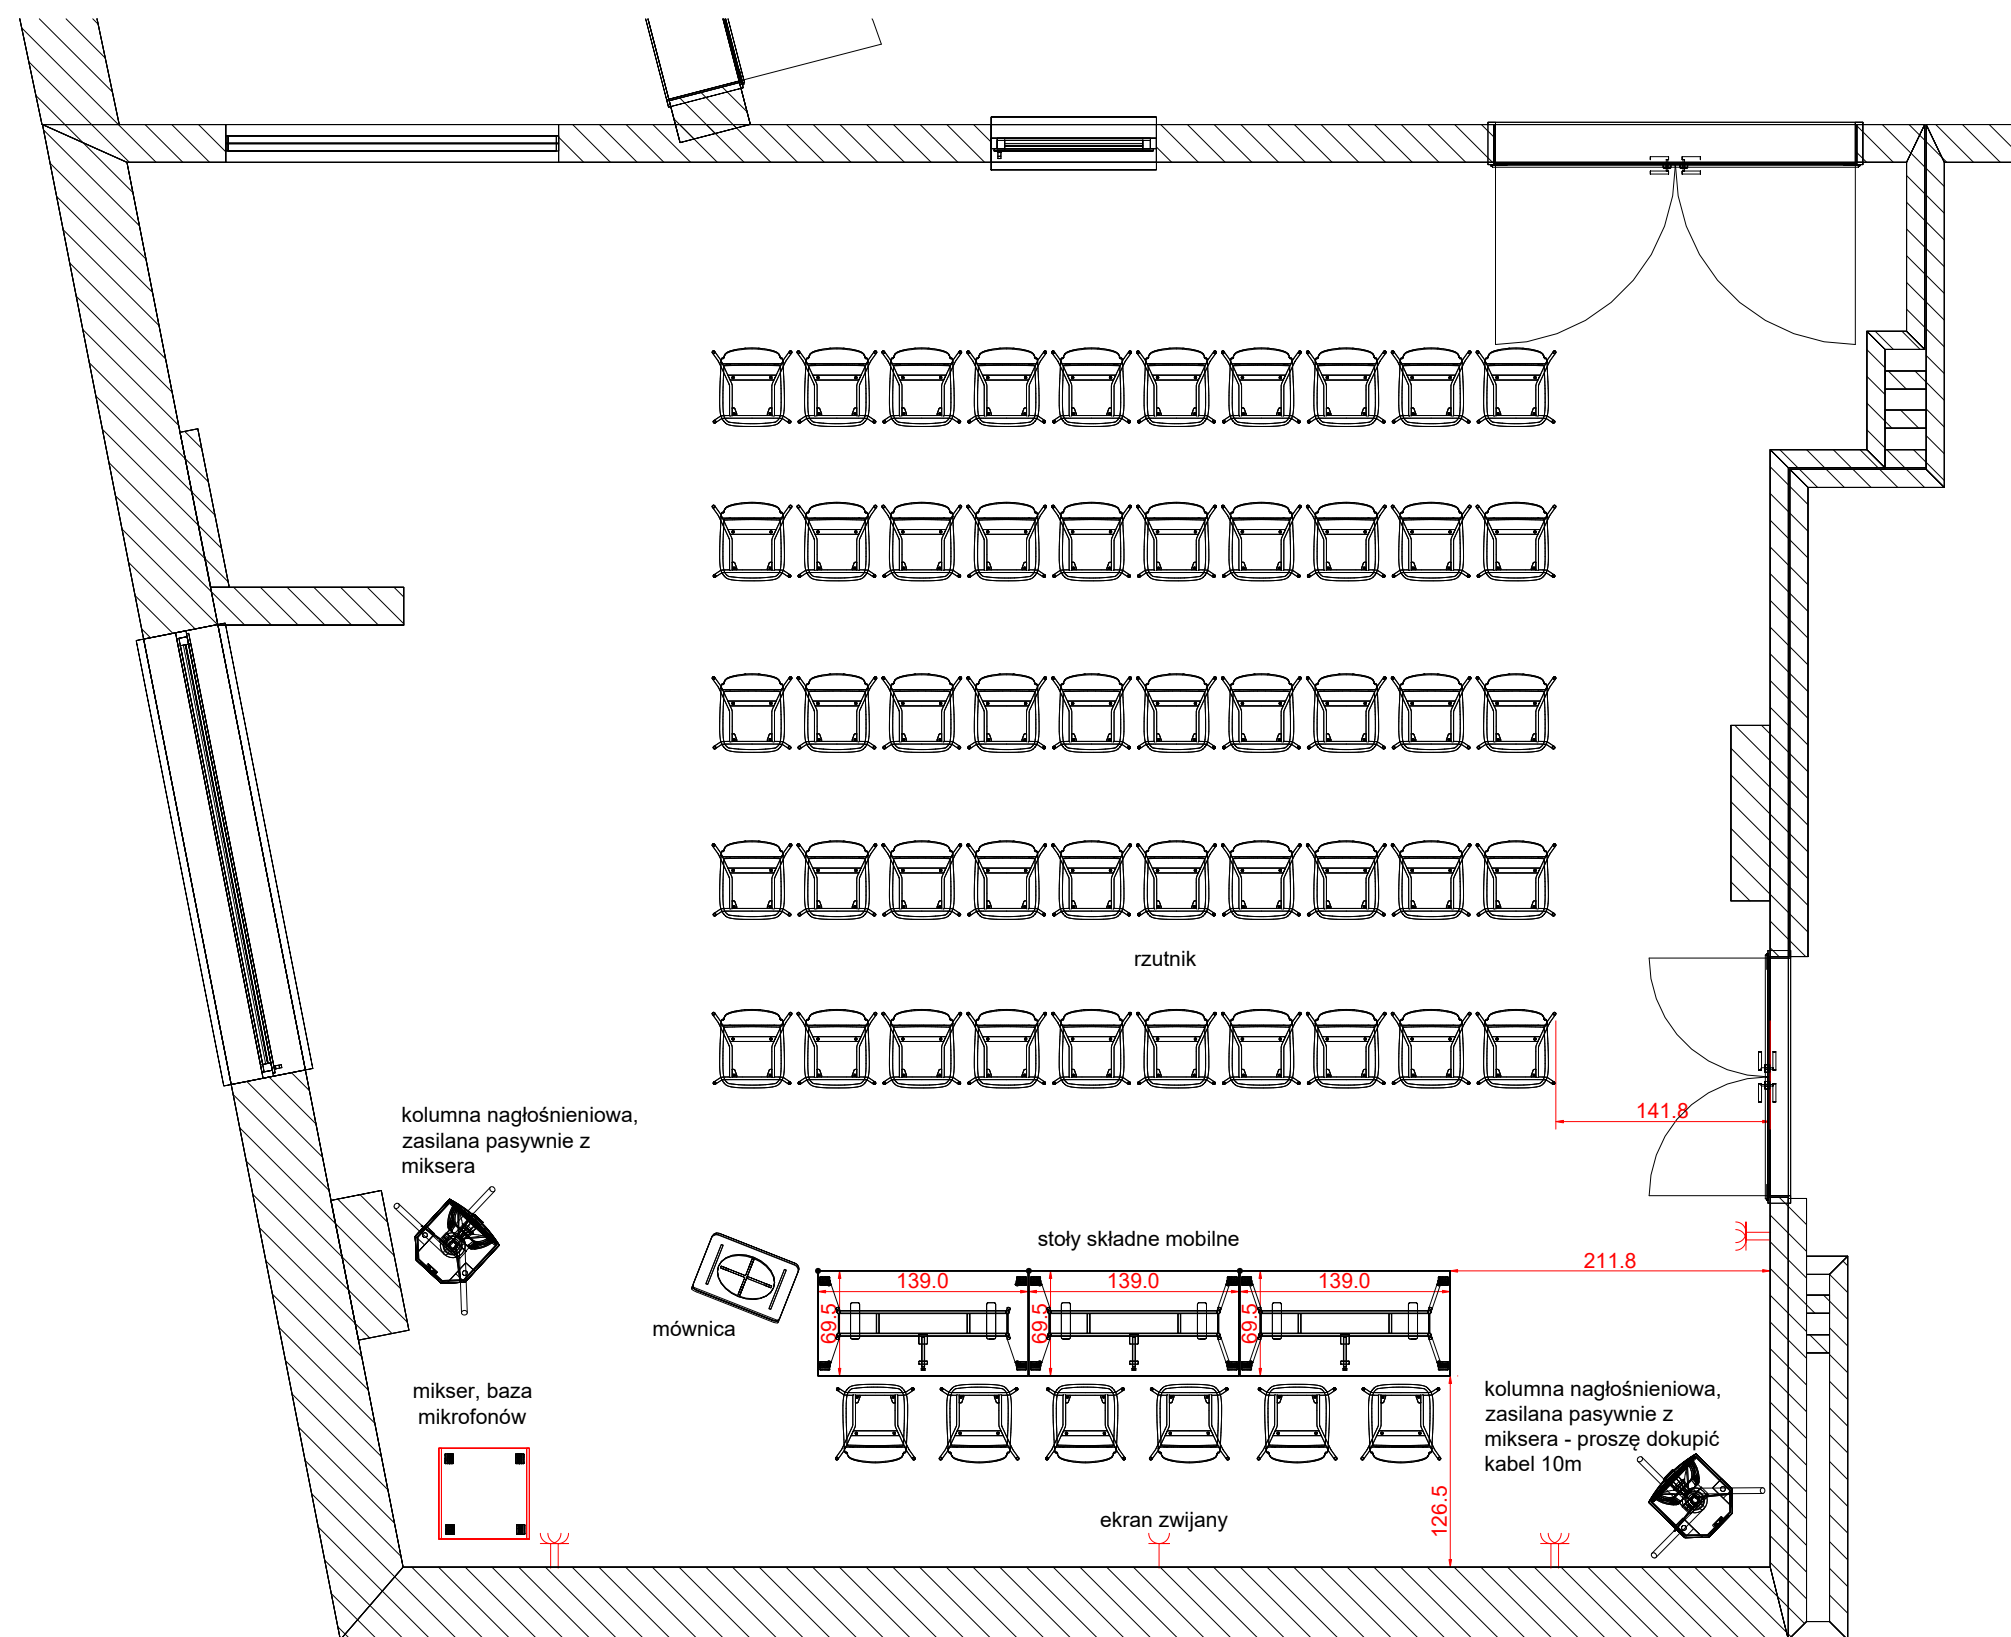 rzutnik
kolumna nagłośnieniowa,
zasilana pasywnie z
miksera
141.8
stoły składne mobilne
211.8
139.0
139.0
139.0
69.5
69.5
69.5
mównica
mikser, baza
mikrofonów
kolumna nagłośnieniowa,
zasilana pasywnie z
miksera - proszę dokupić
kabel 10m
126.5
ekran zwijany